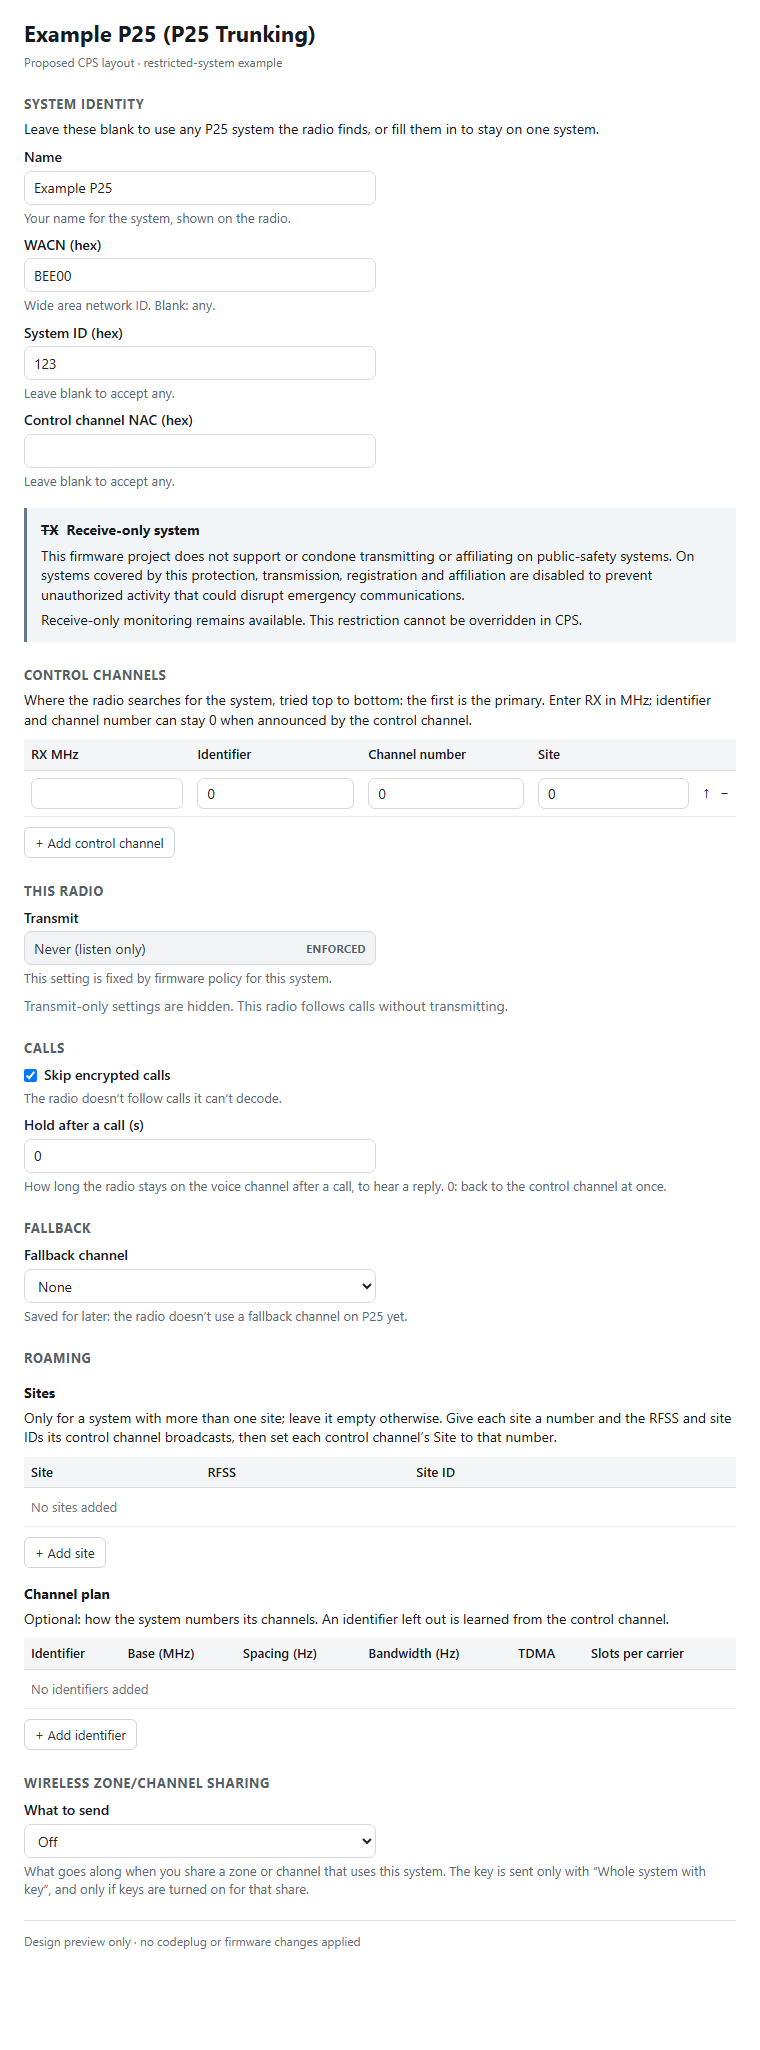 Example P25 (P25 Trunking)
Proposed CPS layout · restricted-system example
SYSTEM IDENTITY
Leave these blank to use any P25 system the radio finds, or fill them in to stay on one system.
Name
Example P25
Your name for the system, shown on the radio.
WACN (hex)
BEE00
Wide area network ID. Blank: any.
System ID (hex)
123
Leave blank to accept any.
Control channel NAC (hex)
Leave blank to accept any.
TX Receive-only system
This firmware project does not support or condone transmitting or affiliating on public-safety systems. On
systems covered by this protection, transmission, registration and affiliation are disabled to prevent
unauthorized activity that could disrupt emergency communications.
Receive-only monitoring remains available. This restriction cannot be overridden in CPS.
CONTROL CHANNELS
Where the radio searches for the system, tried top to bottom: the first is the primary. Enter RX in MHz; identifier
and channel number can stay 0 when announced by the control channel.
RX MHz Identifier Channel number Site
0 0 0 ↑ −
+ Add control channel
THIS RADIO
Transmit
Never (listen only) ENFORCED
This setting is fixed by firmware policy for this system.
Transmit-only settings are hidden. This radio follows calls without transmitting.
CALLS
Skip encrypted calls
The radio doesn't follow calls it can't decode.
Hold after a call (s)
0
How long the radio stays on the voice channel after a call, to hear a reply. 0: back to the control channel at once.
FALLBACK
Fallback channel
None
Saved for later: the radio doesn't use a fallback channel on P25 yet.
ROAMING
Sites
Only for a system with more than one site; leave it empty otherwise. Give each site a number and the RFSS and site
IDs its control channel broadcasts, then set each control channel's Site to that number.
Site RFSS Site ID
No sites added
+ Add site
Channel plan
Optional: how the system numbers its channels. An identifier left out is learned from the control channel.
Identifier Base (MHz) Spacing (Hz) Bandwidth (Hz) TDMA Slots per carrier
No identifiers added
+ Add identifier
WIRELESS ZONE/CHANNEL SHARING
What to send
Off
What goes along when you share a zone or channel that uses this system. The key is sent only with “Whole system with
key”, and only if keys are turned on for that share.
Design preview only · no codeplug or firmware changes applied